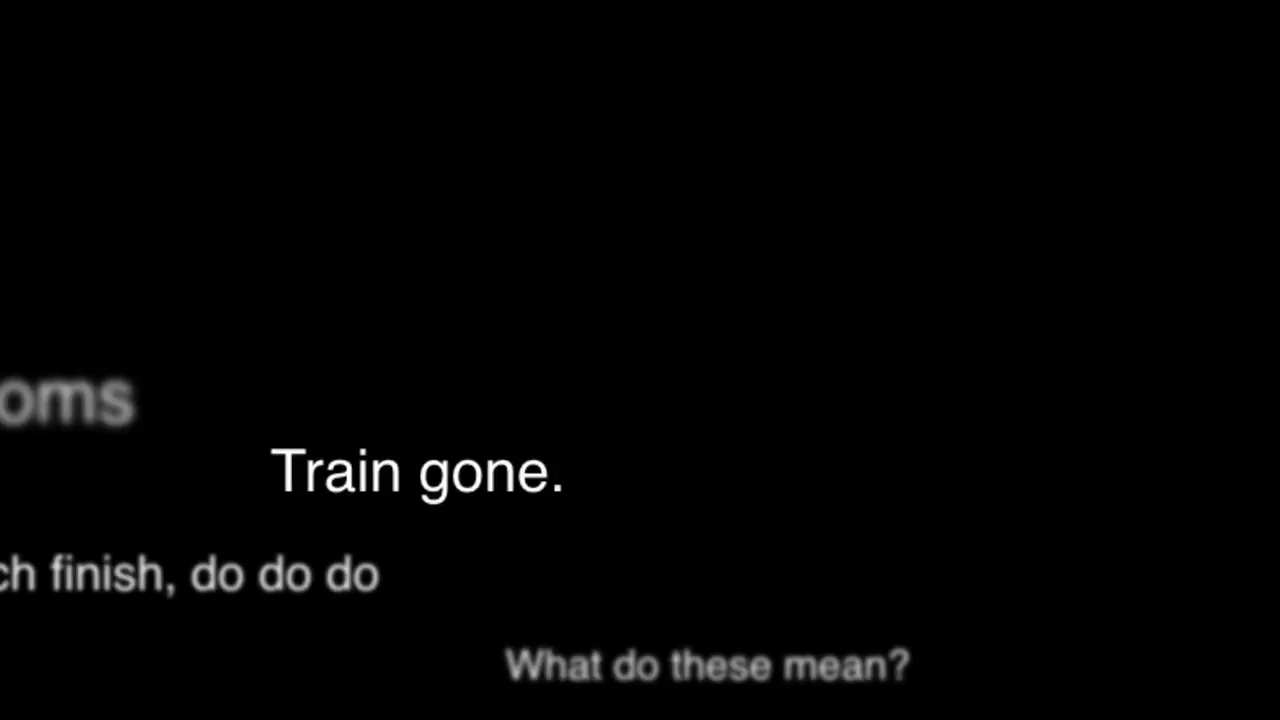 oms
Train gone.
ch finish, do do do
What do these mean?